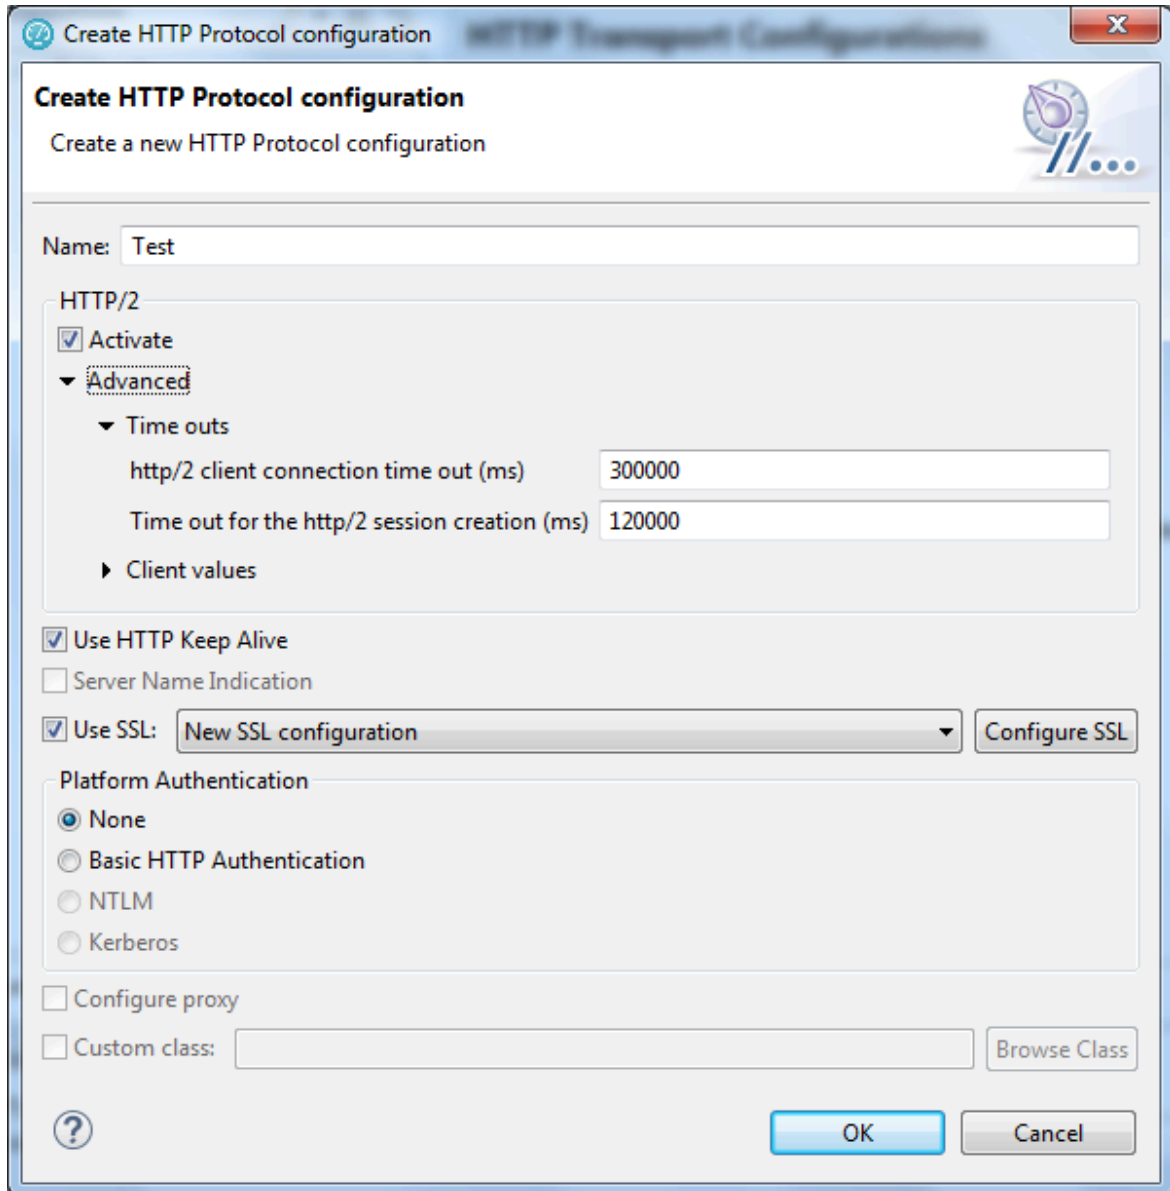 Create HTTP Protocol configuration HTTP Transport Configurations
Create HTTP Protocol configuration
Create a new HTTP Protocol configuration
Name: Test
HTTP/2
Activate
Advanced
Time outs
http/2 client connection time out (ms) 300000
Time out for the http/2 session creation (ms) 120000
Client values
Use HTTP Keep Alive
Server Name Indication
Use SSL: New SSL configuration Configure SSL
Platform Authentication
None
Basic HTTP Authentication
NTLM
Kerberos
Configure proxy
Custom class: Browse Class
OK Cancel